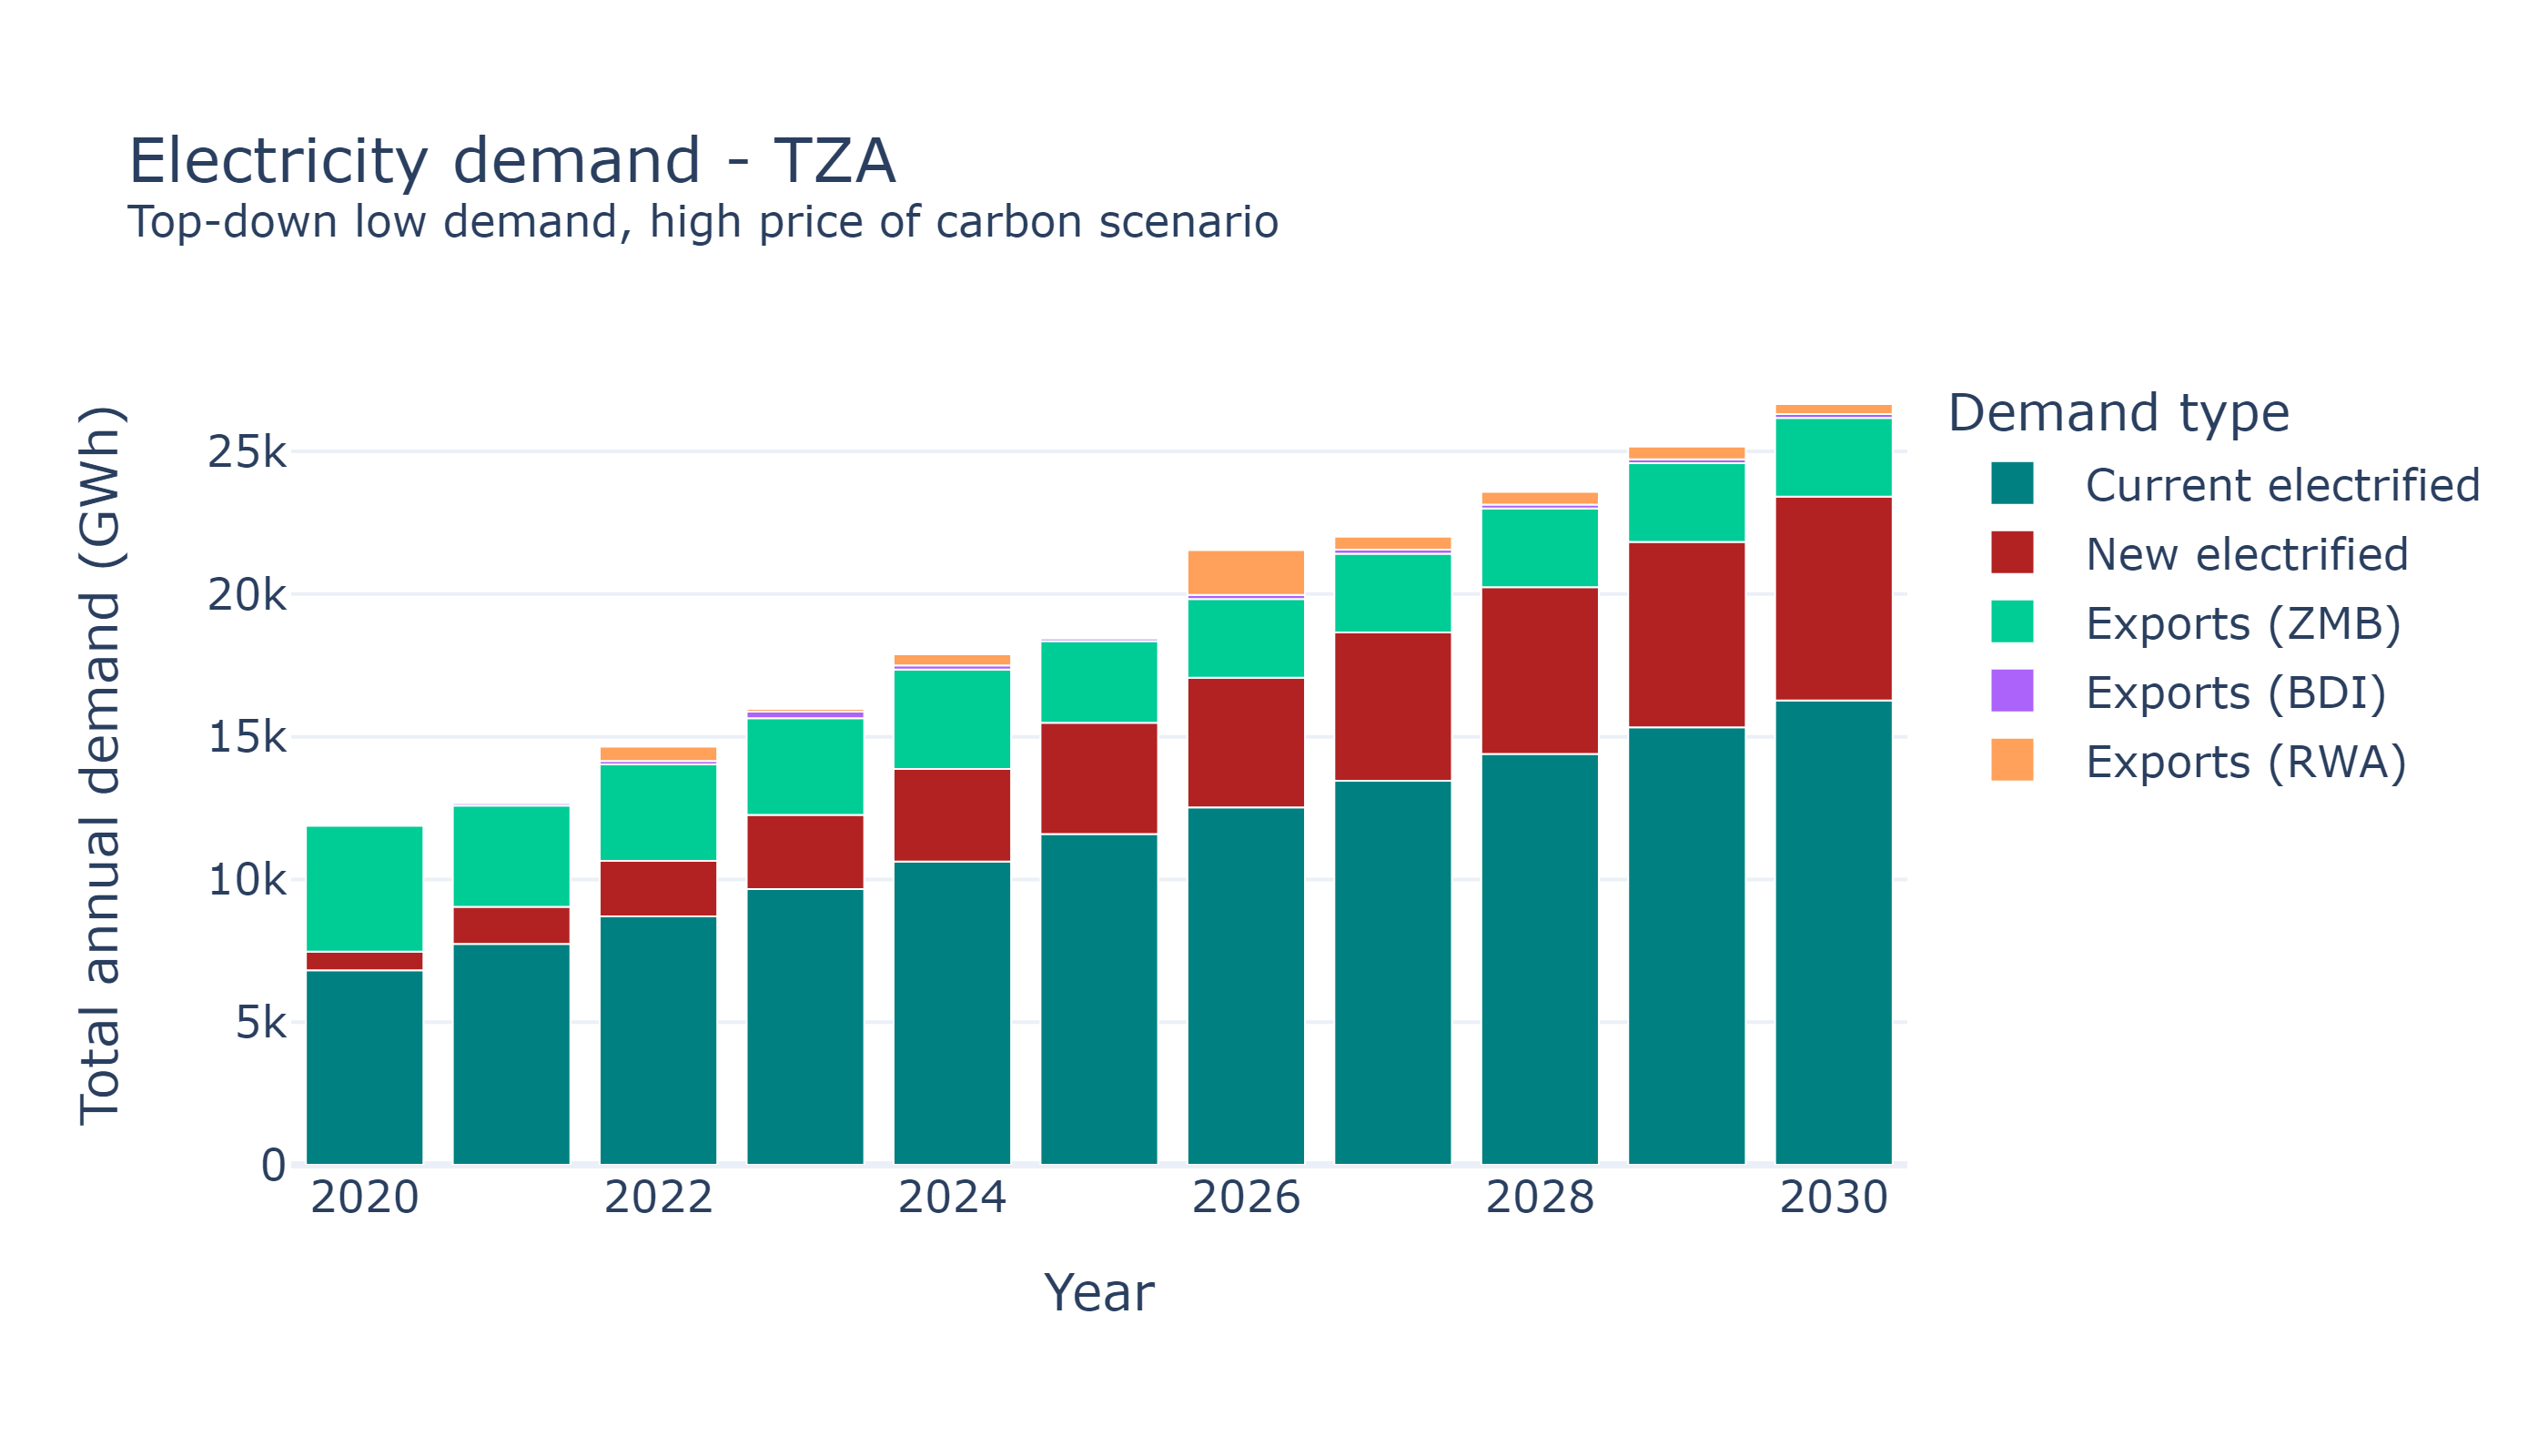 Electricity demand - TZA
Top-down low demand, high price of carbon scenario
Total annual demand (GWh)
25k
20k
15k
10k
5k
0
2020
2022
2024
2026
2028
2030
Year
Demand type
Current electrified
New electrified
Exports (ZMB)
Exports (BDI)
Exports (RWA)